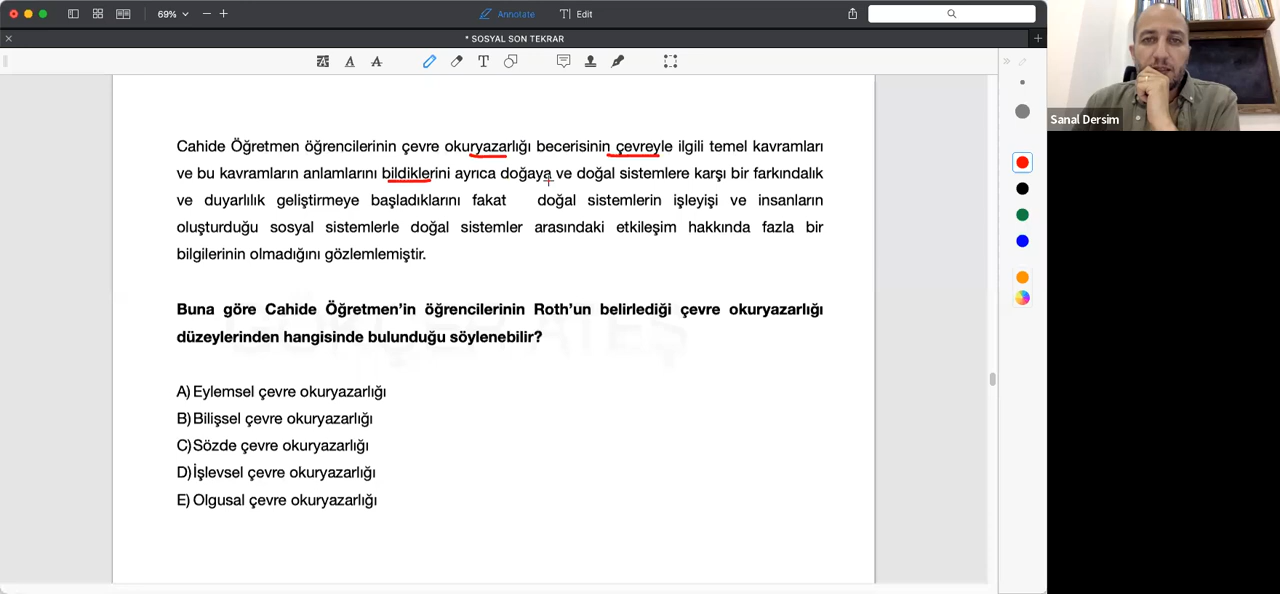 69%
Annotate
Edit
* SOSYAL SON TEKRAR
Cahide Öğretmen öğrencilerinin çevre okuryazarlığı becerisinin çevreyle ilgili temel kavramları
ve bu kavramların anlamlarını bildiklerini ayrıca doğaya ve doğal sistemlere karşı bir farkındalık
ve duyarlılık geliştirmeye başladıklarını fakat doğal sistemlerin işleyişi ve insanların
oluşturduğu sosyal sistemlerle doğal sistemler arasındaki etkileşim hakkında fazla bir
bilgilerinin olmadığını gözlemlemiştir.
Buna göre Cahide Öğretmen’in öğrencilerinin Roth’un belirlediği çevre okuryazarlığı
düzeylerinden hangisinde bulunduğu söylenebilir?
A) Eylemsel çevre okuryazarlığı
B) Bilişsel çevre okuryazarlığı
C) Sözde çevre okuryazarlığı
D) İşlevsel çevre okuryazarlığı
E) Olgusal çevre okuryazarlığı
Sanal Dersim